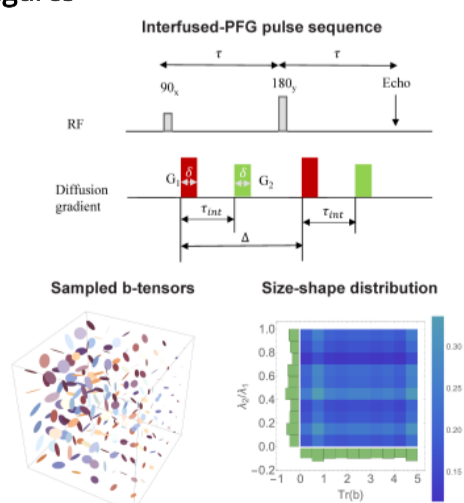 Interfused-PFG pulse sequence
τ τ
90x 180y Echo
RF
G1 δ δ G2
Diffusion
gradient
τint τint
Δ
Sampled b-tensors Size-shape distribution
1.0
0.8
0.6
0.4
0.2
0.0
−0.2
λ2/λ1
−1 0 1 2 3 4 5
Tr(b)
0.30
0.25
0.20
0.15